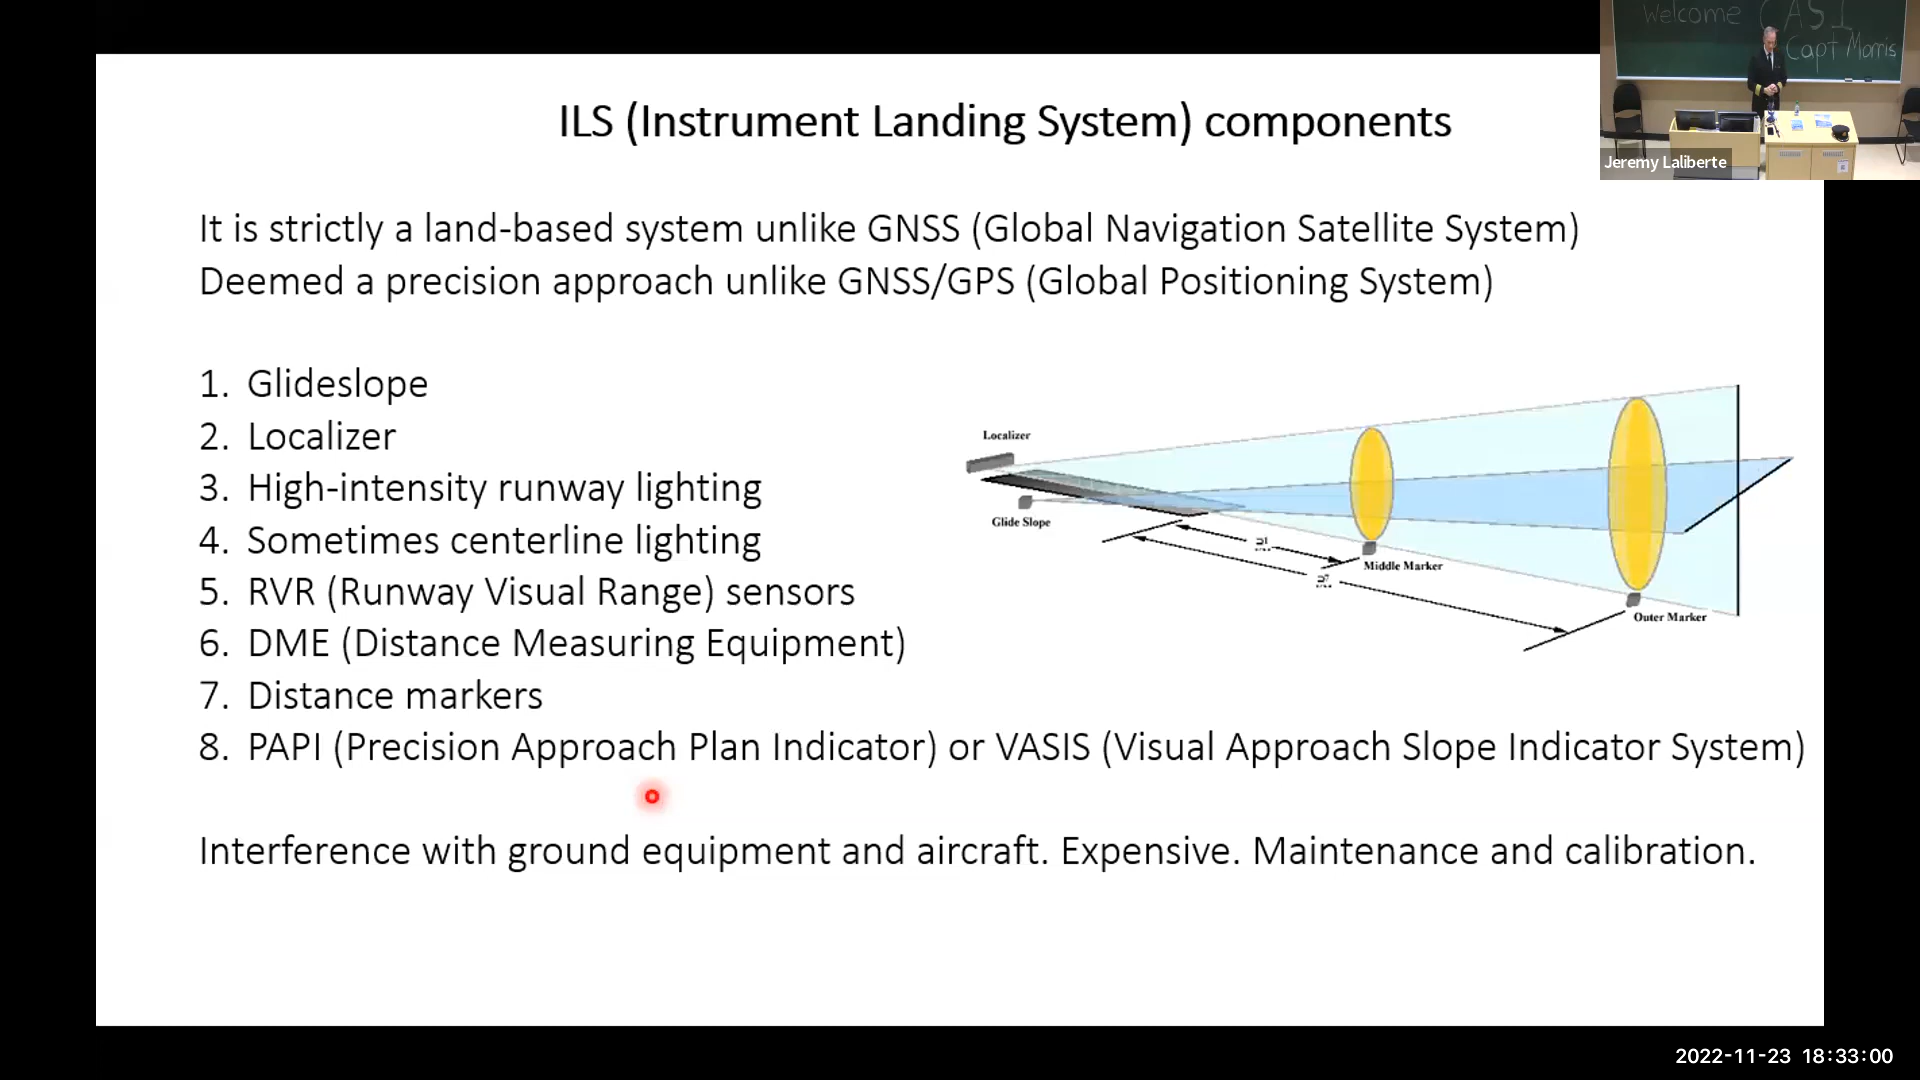 Welcome CASI
Capt Morris
Jeremy Laliberte
ILS (Instrument Landing System) components
It is strictly a land-based system unlike GNSS (Global Navigation Satellite System)
Deemed a precision approach unlike GNSS/GPS (Global Positioning System)
1. Glideslope
2. Localizer
3. High-intensity runway lighting
4. Sometimes centerline lighting
5. RVR (Runway Visual Range) sensors
6. DME (Distance Measuring Equipment)
7. Distance markers
8. PAPI (Precision Approach Plan Indicator) or VASIS (Visual Approach Slope Indicator System)
Localizer
Glide Slope
Middle Marker
Outer Marker
Interference with ground equipment and aircraft. Expensive. Maintenance and calibration.
2022-11-23 18:33:00